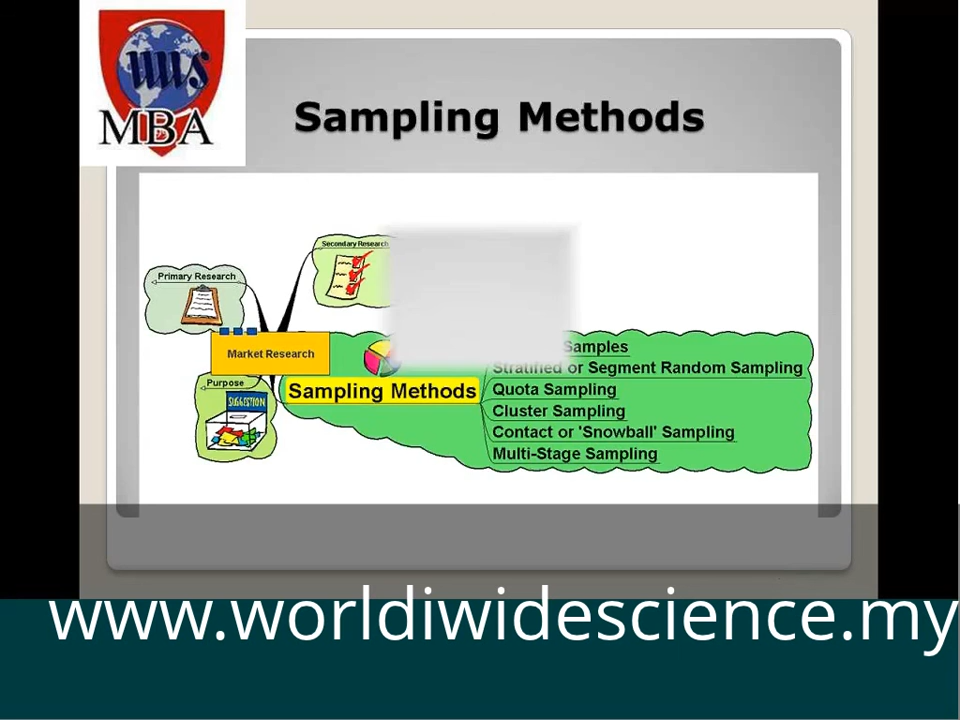 wws
MBA
Sampling Methods
Secondary Research
Primary Research
Market Research
Samples
Stratified or Segment Random Sampling
Purpose
Sampling Methods
Quota Sampling
SUGGESTION
Cluster Sampling
Contact or 'Snowball' Sampling
Multi-Stage Sampling
www.worldiwidescience.my